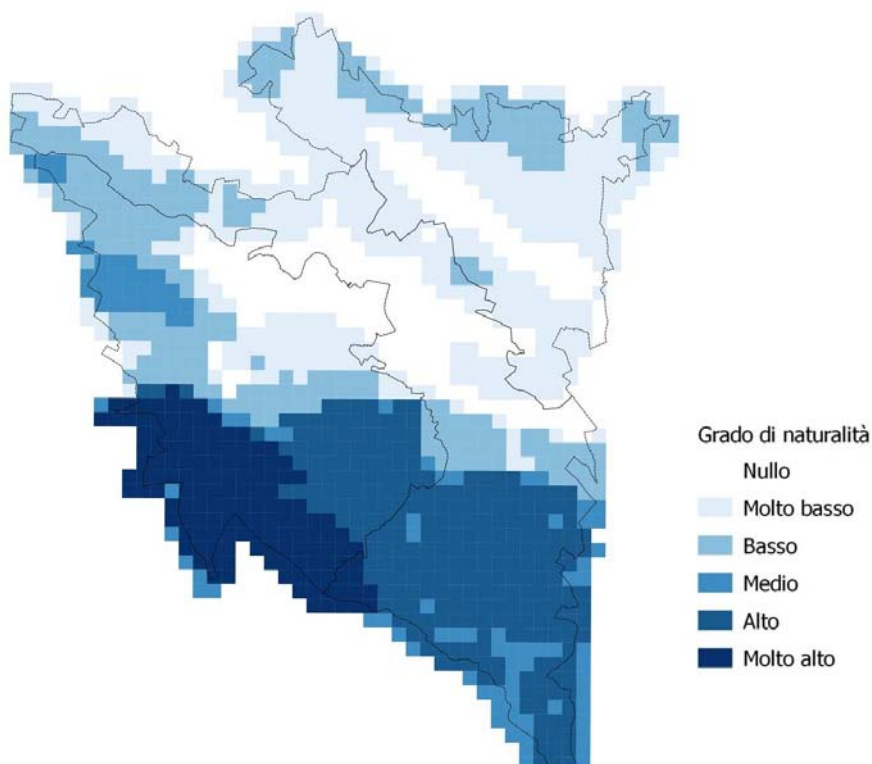 Grado di naturalità
Nullo
Molto basso
Basso
Medio
Alto
Molto alto